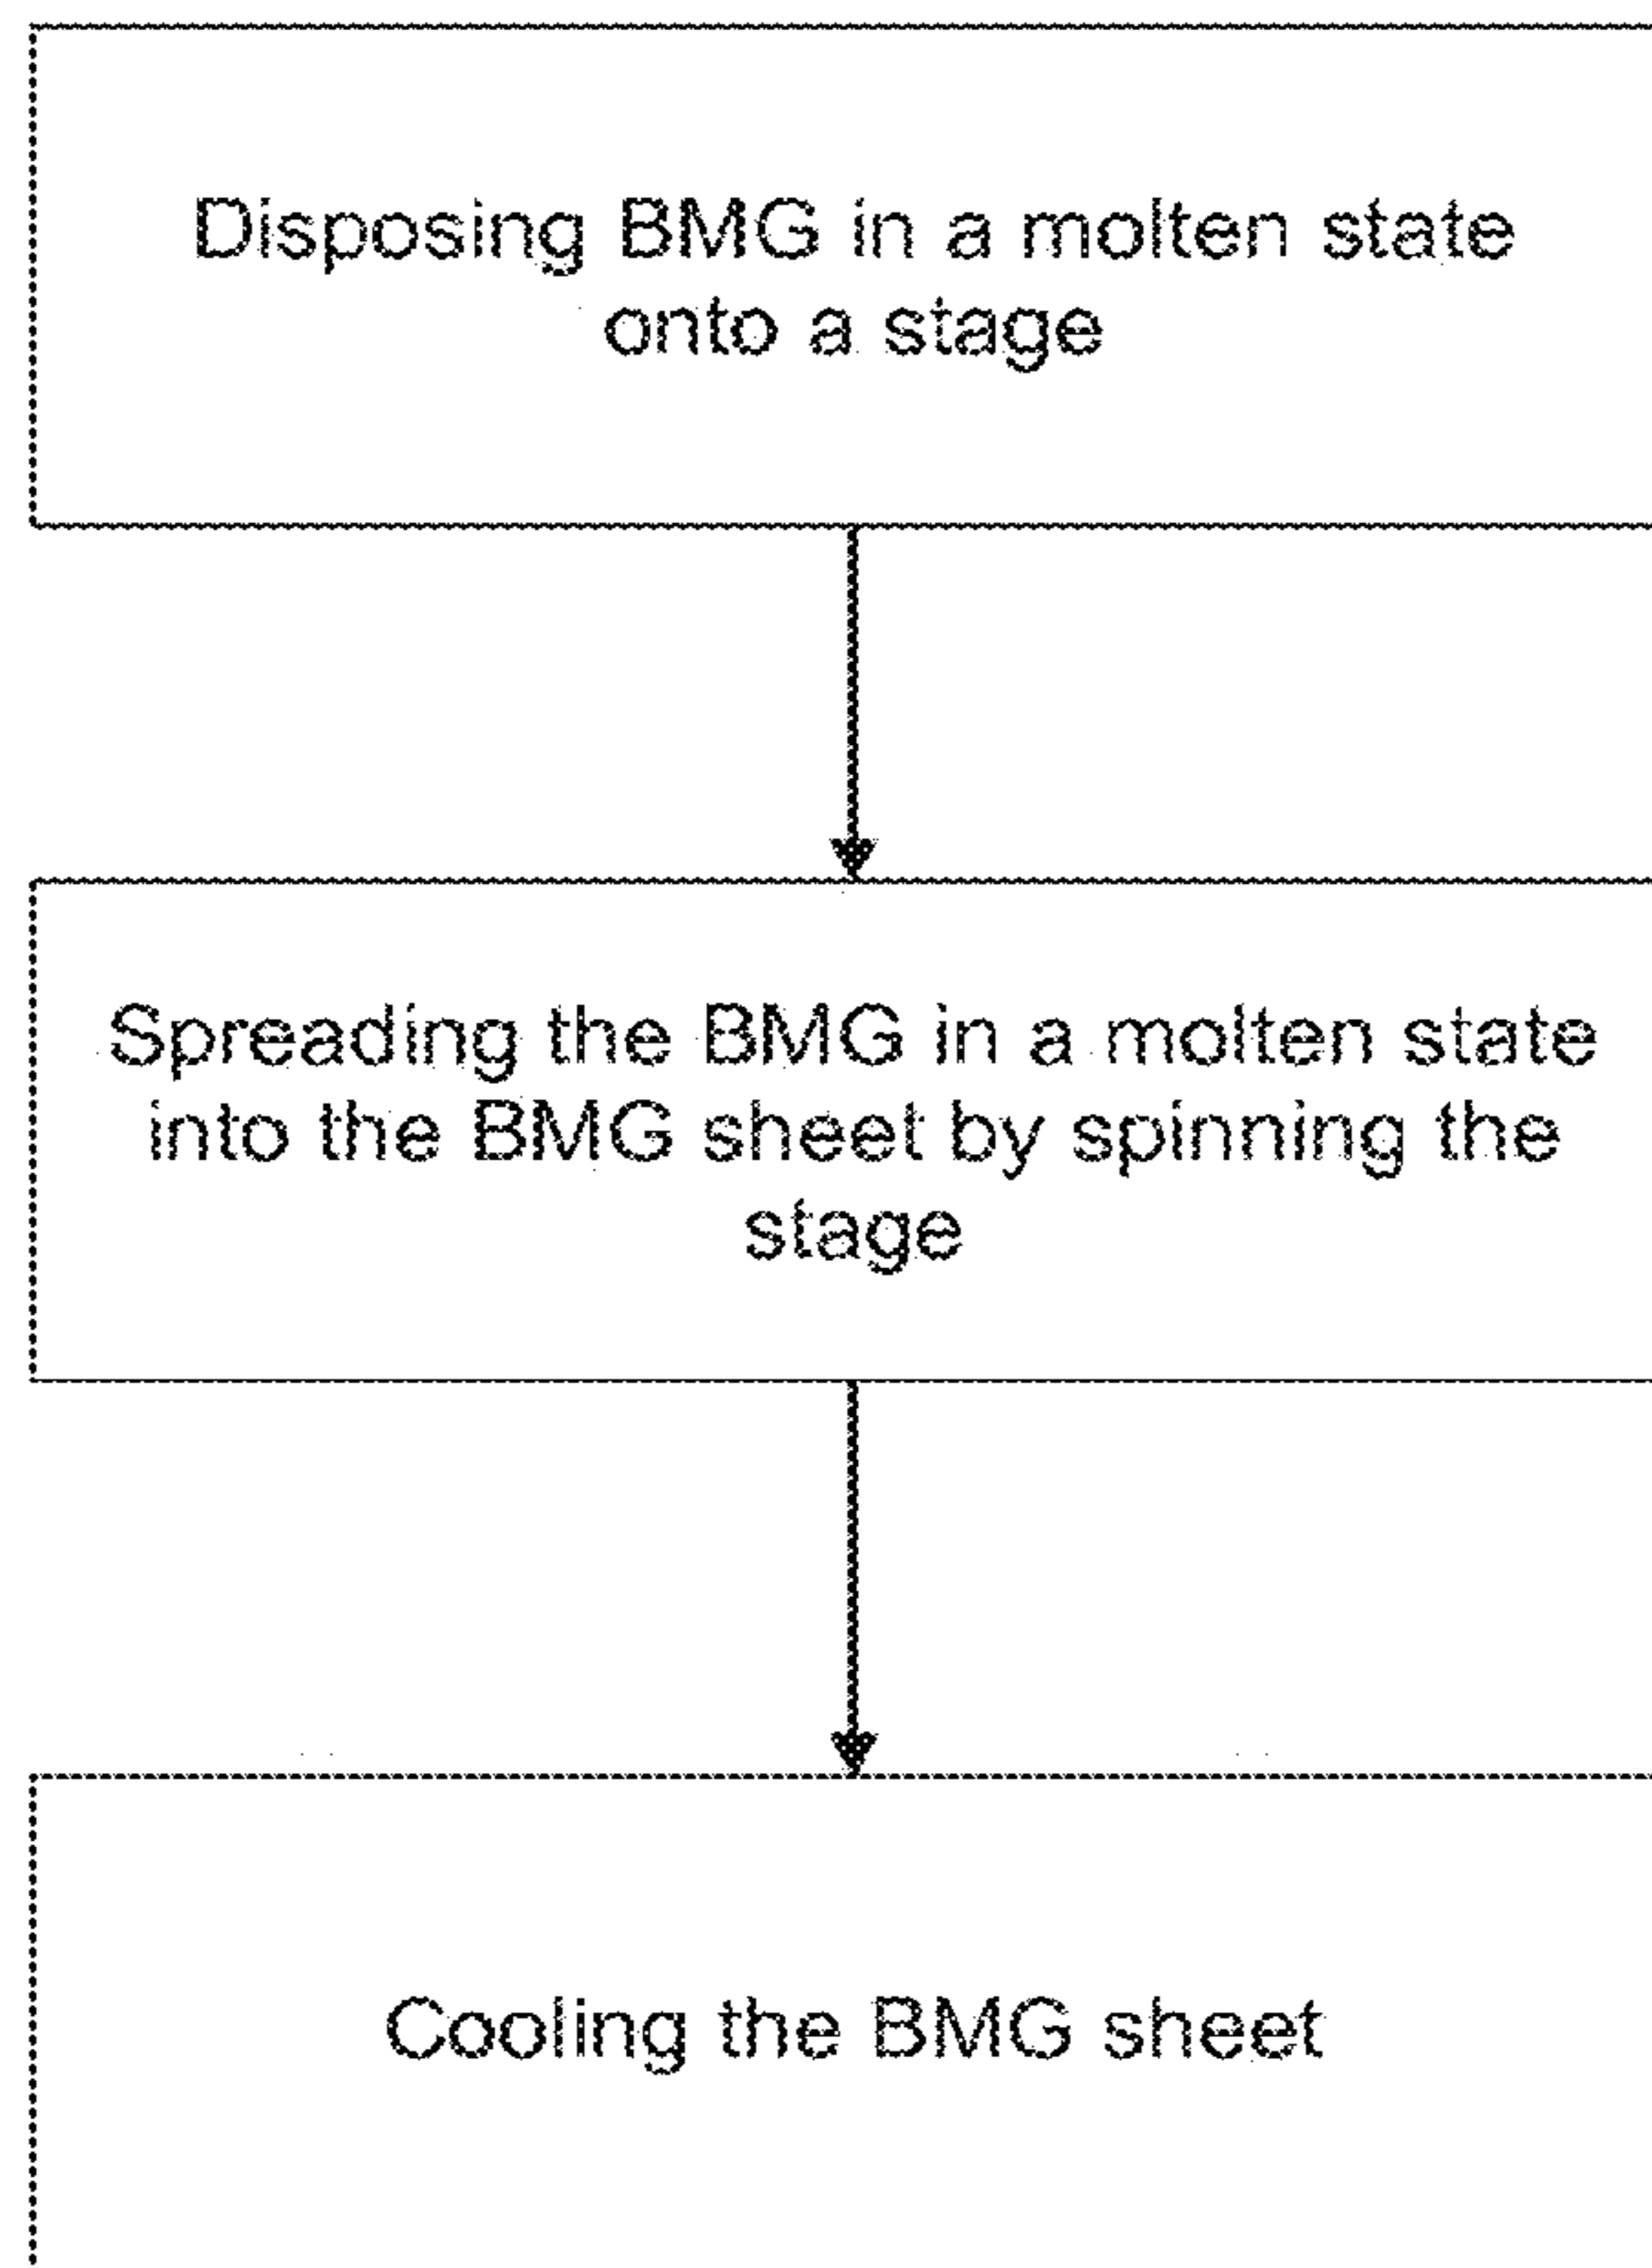 Disposing BMG in a molten state
onto a stage
Spreading the BMG in a molten state
into the BMG sheet by spinning the
stage
Cooling the BMG sheet